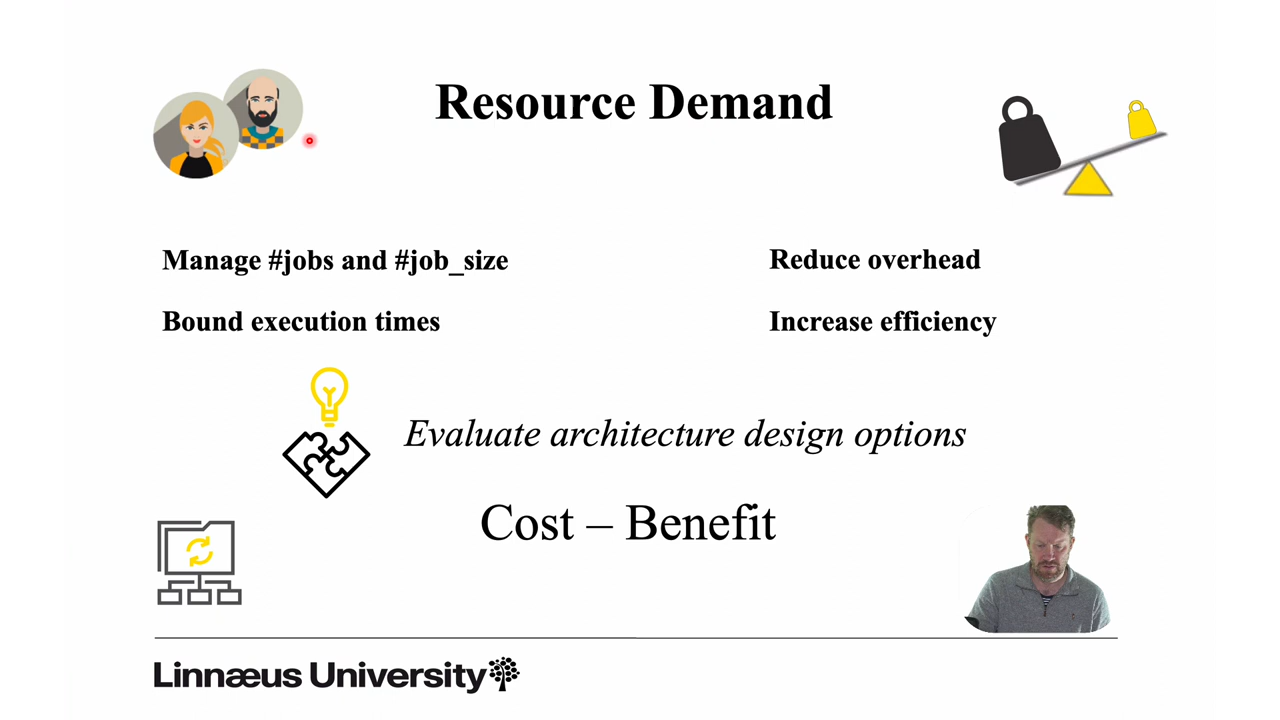 Resource Demand
Manage #jobs and #job_size
Reduce overhead
Bound execution times
Increase efficiency
Evaluate architecture design options
Cost – Benefit
Linnæus University